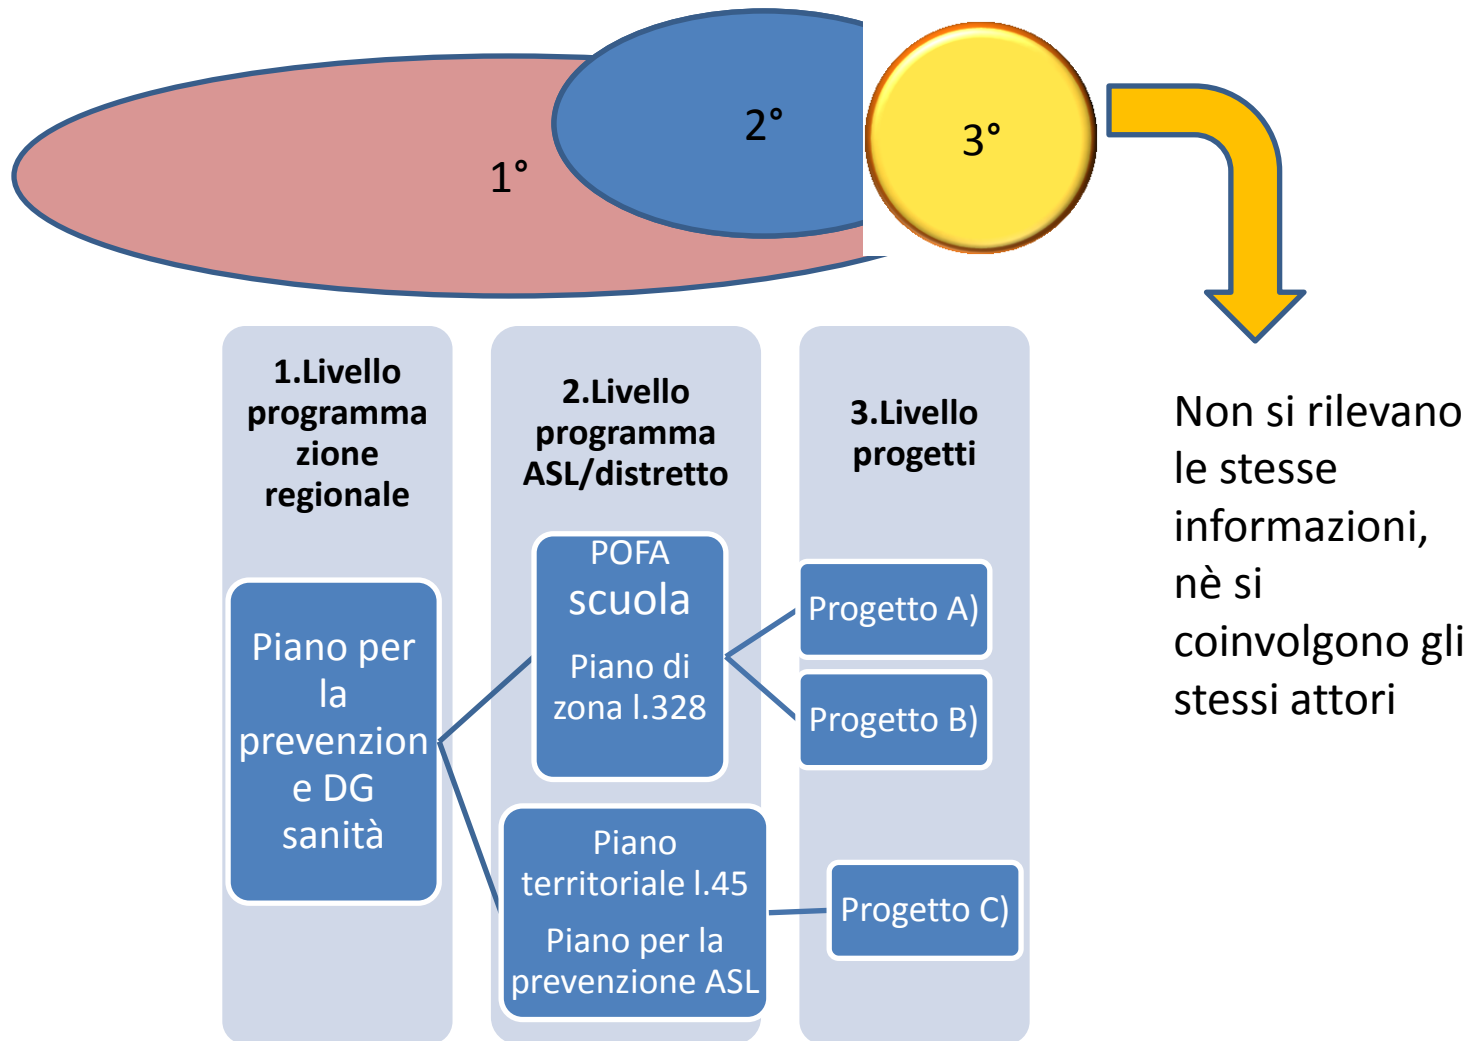 1°
2°
3°
1.Livello
programma
zione
regionale
2.Livello
programma
ASL/distretto
3.Livello
progetti
Piano per
la
prevenzion
e DG
sanità
POFA
scuola
Piano di
zona l.328
Piano
territoriale l.45
Piano per la
prevenzione ASL
Progetto A)
Progetto B)
Progetto C)
Non si rilevano
le stesse
informazioni,
nè si
coinvolgono gli
stessi attori